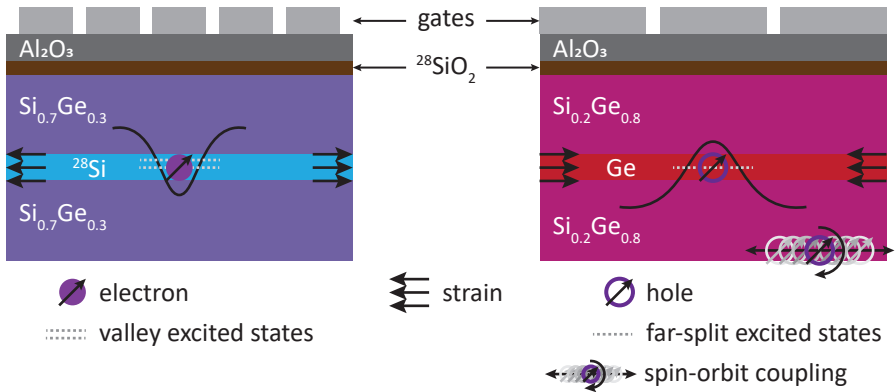 gates
Al₂O₃
Al₂O₃
²⁸SiO₂
Si₀.₇Ge₀.₃
Si₀.₂Ge₀.₈
²⁸Si
Ge
Si₀.₇Ge₀.₃
Si₀.₂Ge₀.₈
electron
strain
hole
valley excited states
far-split excited states
spin-orbit coupling